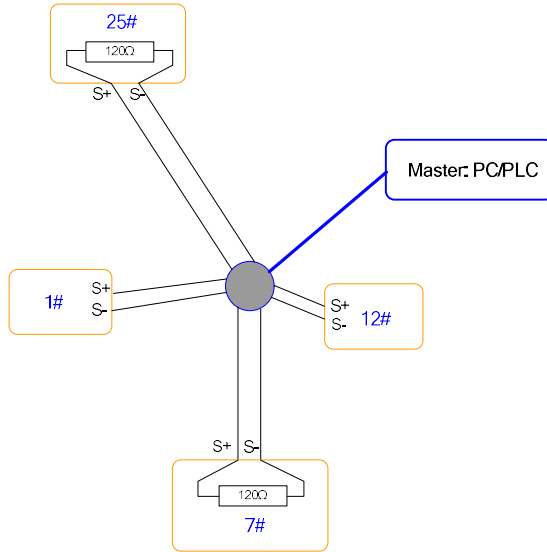 25#
120Ω
S+ S-
Master: PC/PLC
1#
S+
S-
S+
S-
12#
S+ S-
120Ω
7#